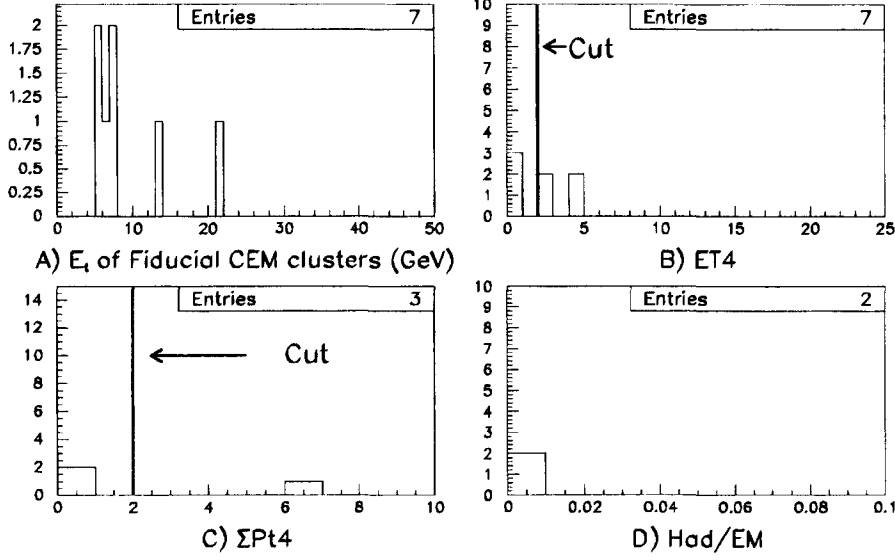 Entries 7
2
1.75
1.5
1.25
1
0.75
0.5
0.25
0
0 10 20 30 40 50
A) Et of Fiducial CEM clusters (GeV)
Entries 7
10
9
8
7
6
5
4
3
2
1
0
Cut
0 5 10 15 20 25
B) ET4
Entries 3
14
12
10
8
6
4
2
0
Cut
0 2 4 6 8 10
C) ΣPt4
Entries 2
10
9
8
7
6
5
4
3
2
1
0
0 0.02 0.04 0.06 0.08 0.1
D) Had/EM